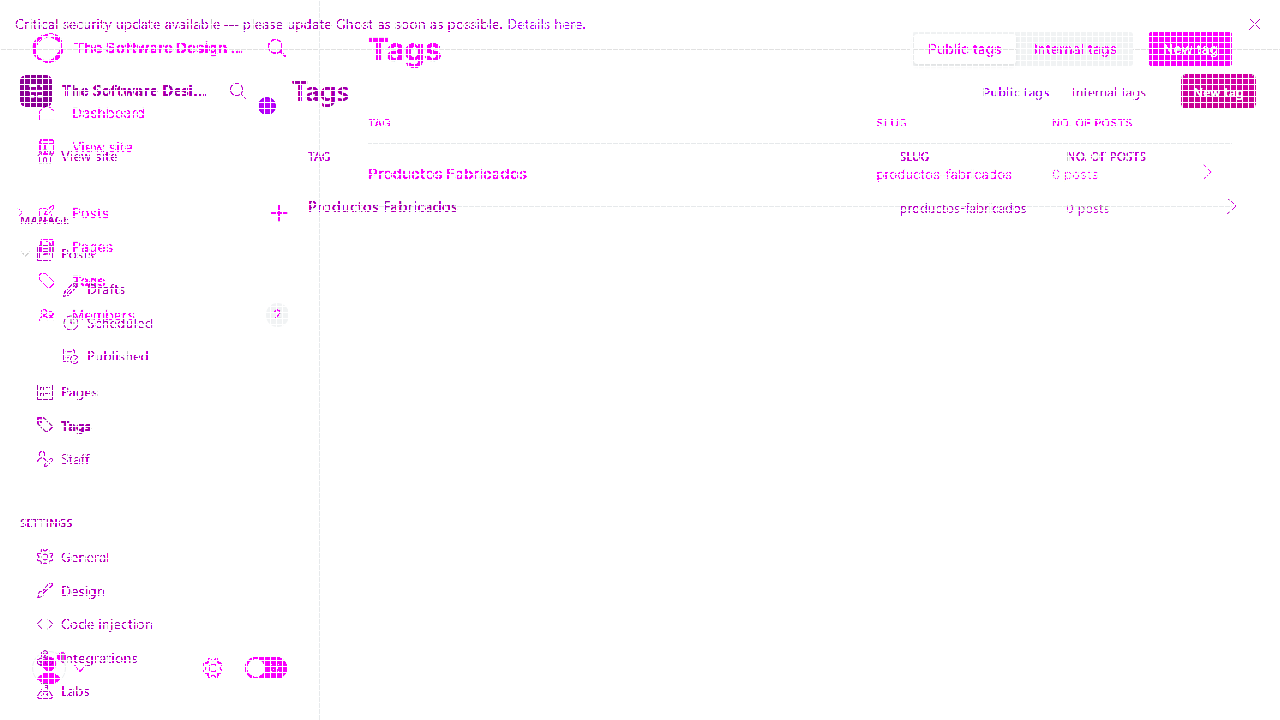 Critical security update available — please update Ghost as soon as possible. Details here.
The Software Design ...
Tags
Public tags
Internal tags
New tag
The Software Desi...
Tags
Public tags
Internal tags
New tag
Dashboard
TAG
SLUG
NO. OF POSTS
View site
View site
TAG
SLUG
NO. OF POSTS
Productos Fabricados
productos-fabricados
0 posts
Posts
MANAGE
Productos Fabricados
productos-fabricados
0 posts
Pages
Posts
Tags
Drafts
Members
Scheduled
Published
Pages
Tags
Staff
SETTINGS
General
Design
Code injection
Integrations
Labs